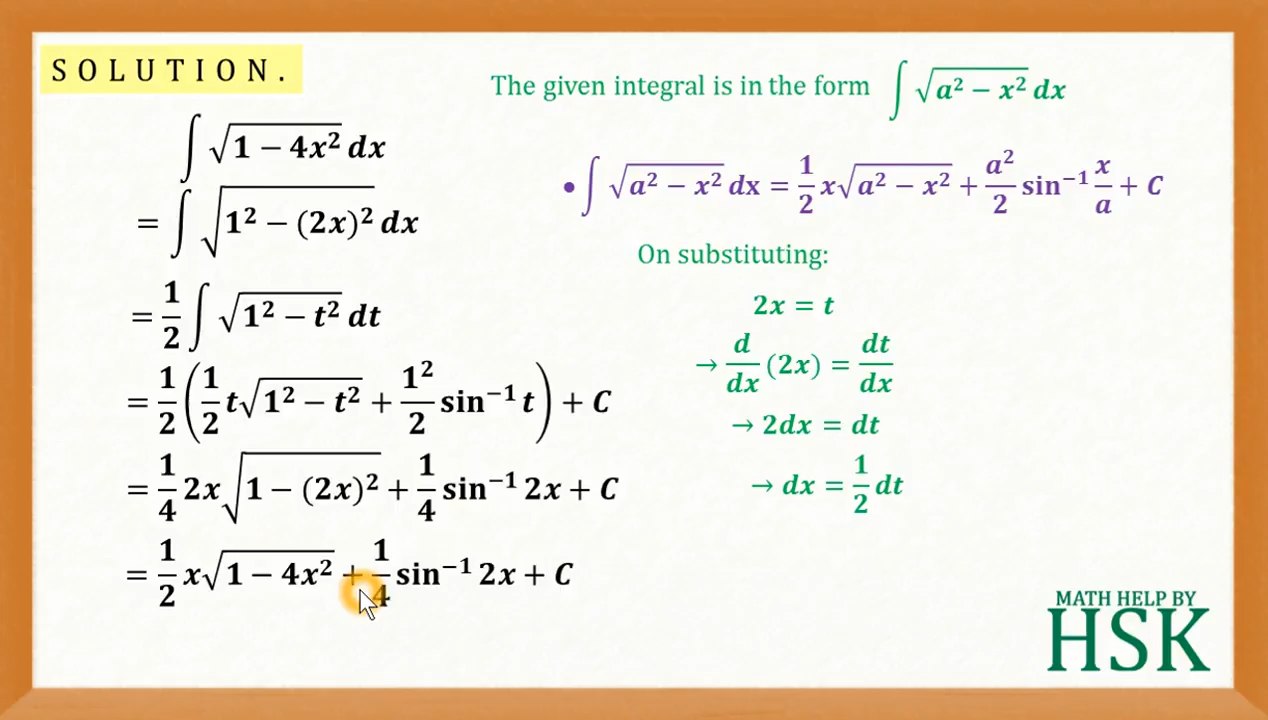 SOLUTION.
The given integral is in the form ∫ √(a² − x²) dx
∫ √(1 − 4x²) dx
= ∫ √(1² − (2x)²) dx
= 1/2 ∫ √(1² − t²) dt
= 1/2 (1/2 t√(1² − t²) + 1²/2 sin⁻¹ t) + C
= 1/4 2x √(1 − (2x)²) + 1/4 sin⁻¹ 2x + C
= 1/2 x√(1 − 4x²) + 1/4 sin⁻¹ 2x + C
• ∫ √(a² − x²) dx = 1/2 x√(a² − x²) + a²/2 sin⁻¹ x/a + C
On substituting:
2x = t
→ d/dx (2x) = dt/dx
→ 2dx = dt
→ dx = 1/2 dt
MATH HELP BY
HSK